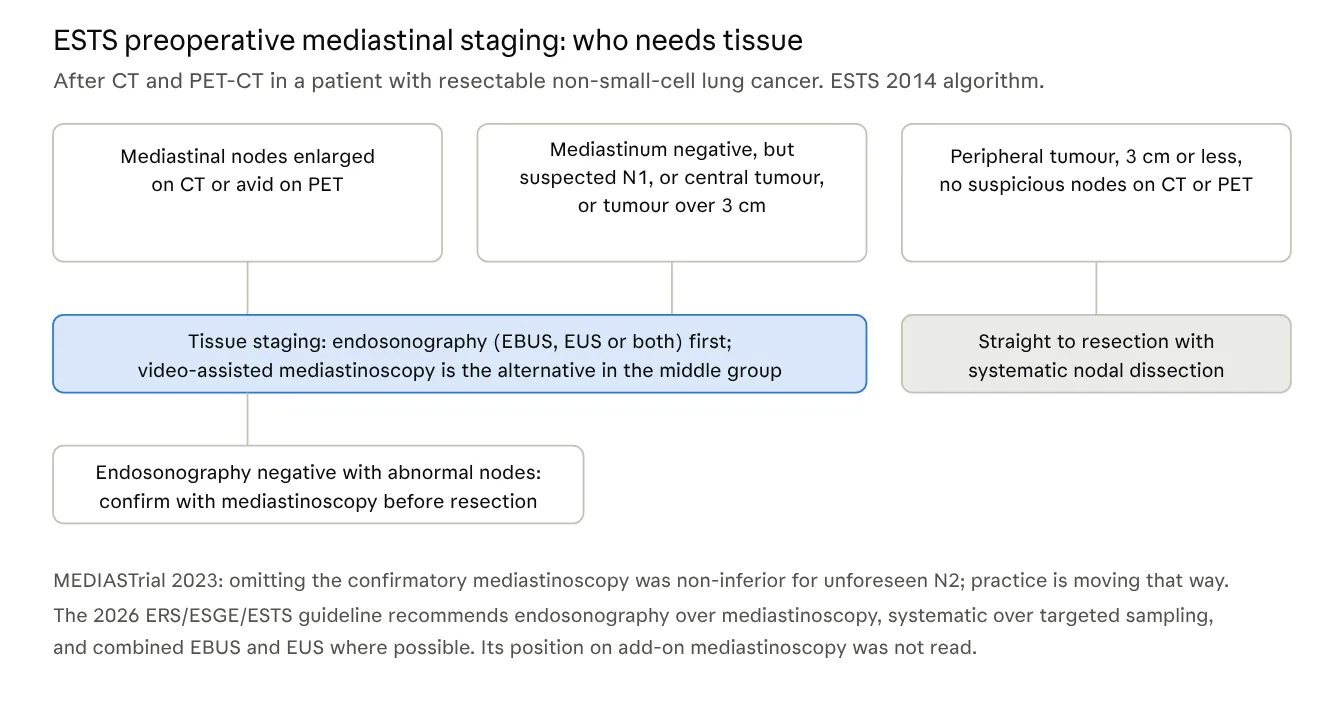 ESTS preoperative mediastinal staging: who needs tissue
After CT and PET-CT in a patient with resectable non-small-cell lung cancer. ESTS 2014 algorithm.
Mediastinal nodes enlarged
on CT or avid on PET
Mediastinum negative, but
suspected N1, or central tumour,
or tumour over 3 cm
Peripheral tumour, 3 cm or less,
no suspicious nodes on CT or PET
Tissue staging: endosonography (EBUS, EUS or both) first;
video-assisted mediastinoscopy is the alternative in the middle group
Straight to resection with
systematic nodal dissection
Endosonography negative with abnormal nodes:
confirm with mediastinoscopy before resection
MEDIASTrial 2023: omitting the confirmatory mediastinoscopy was non-inferior for unforeseen N2; practice is moving that way.
The 2026 ERS/ESGE/ESTS guideline recommends endosonography over mediastinoscopy, systematic over targeted sampling,
and combined EBUS and EUS where possible. Its position on add-on mediastinoscopy was not read.